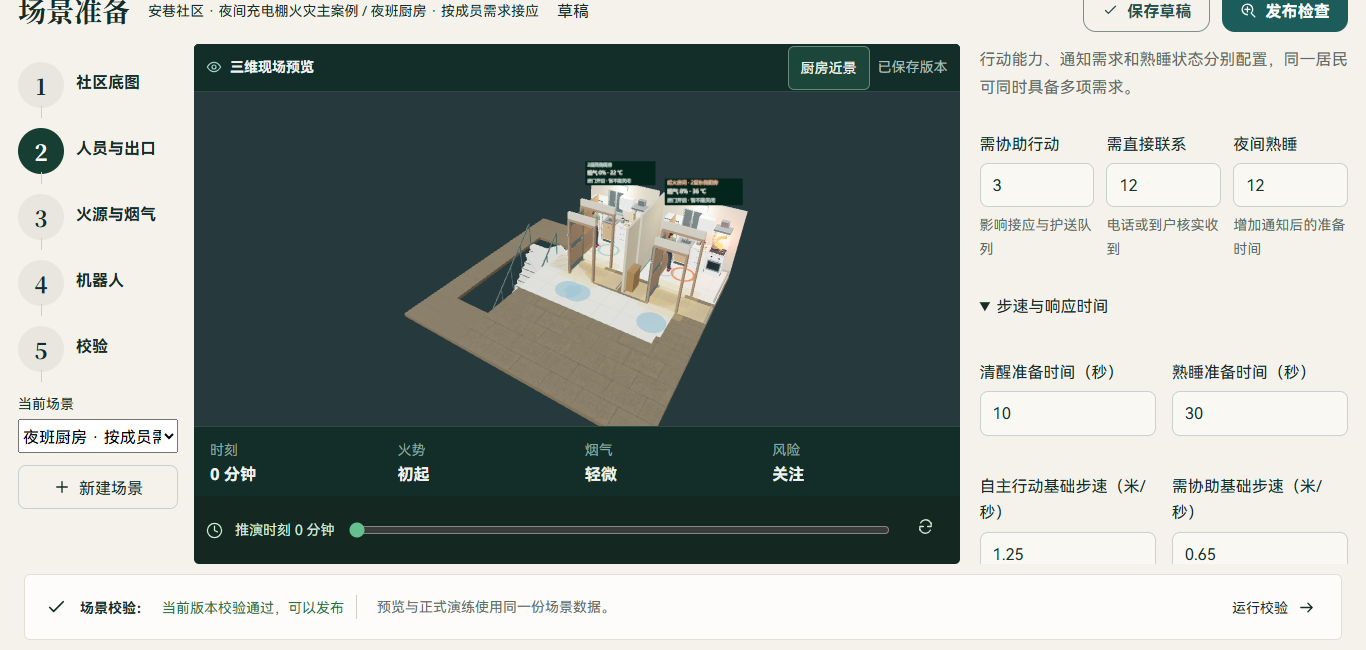 场景准备
安巷社区 · 夜间充电棚火灾主案例 / 夜班厨房 · 按成员需求接应
草稿
保存草稿
发布检查
1
社区底图
2
人员与出口
3
火源与烟气
4
机器人
5
校验
当前场景
夜班厨房 · 按成员
新建场景
三维现场预览
厨房近景
已保存版本
时刻
0 分钟
火势
初起
烟气
轻微
风险
关注
推演时刻 0 分钟
行动能力、通知需求和熟睡状态分别配置，同一居民
可同时具备多项需求。
需协助行动
需直接联系
夜间熟睡
3
12
12
影响接应与护送队
列
电话或到户核实收
到
增加通知后的准备
时间
▼ 步速与响应时间
清醒准备时间（秒）
熟睡准备时间（秒）
10
30
自主行动基础步速（米/
秒）
需协助基础步速（米/
秒）
1.25
0.65
场景校验:
当前版本校验通过，可以发布
预览与正式演练使用同一份场景数据。
运行校验 →